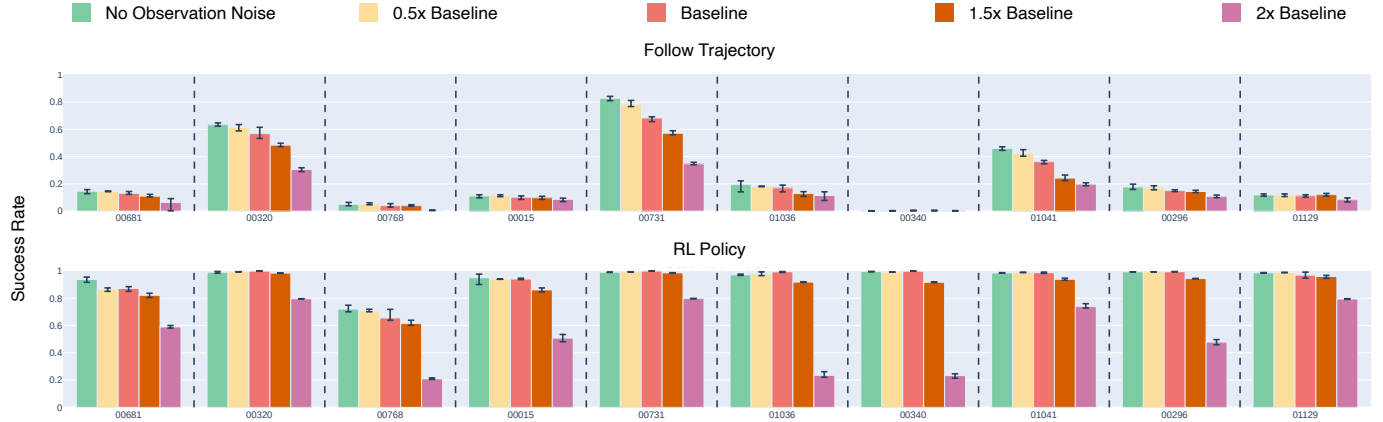 No Observation Noise 0.5x Baseline Baseline 1.5x Baseline 2x Baseline
Follow Trajectory
Success Rate
1
0.8
0.6
0.4
0.2
0
00681 00320 00768 00015 00731 01036 00340 01041 00296 01129
RL Policy
1
0.8
0.6
0.4
0.2
0
00681 00320 00768 00015 00731 01036 00340 01041 00296 01129